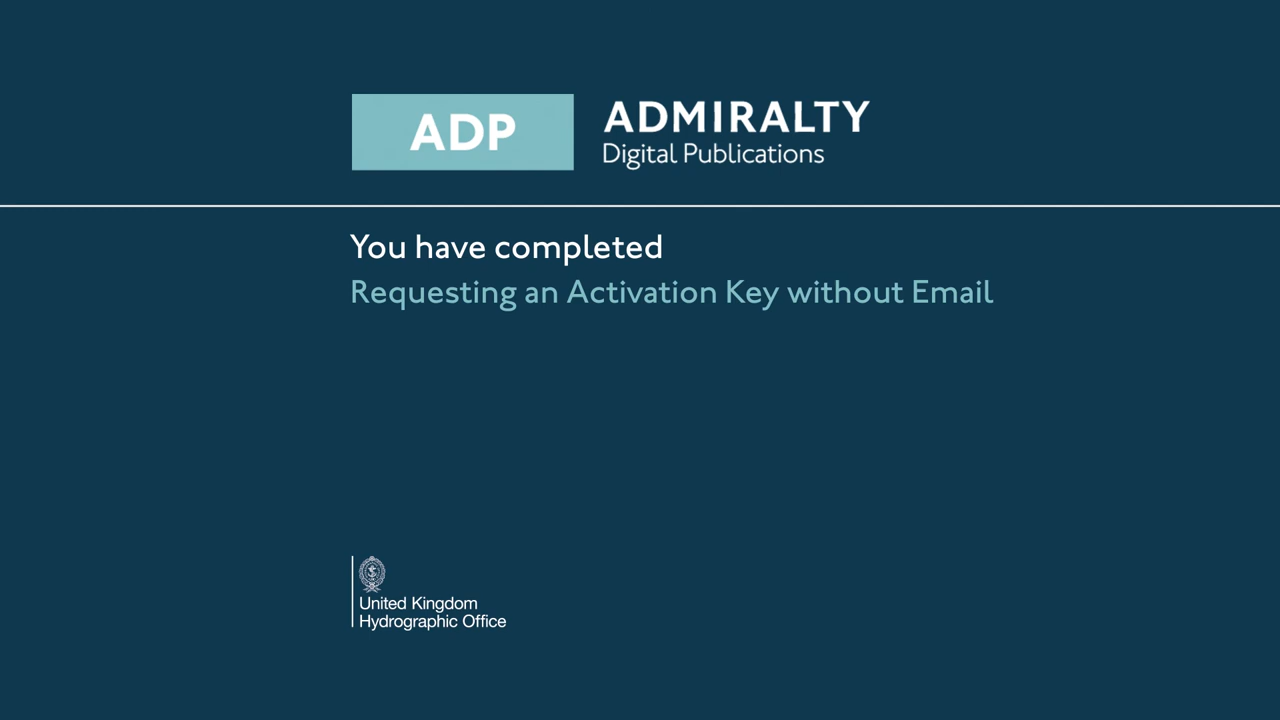 ADP
ADMIRALTY
Digital Publications
You have completed
Requesting an Activation Key without Email
United Kingdom
Hydrographic Office